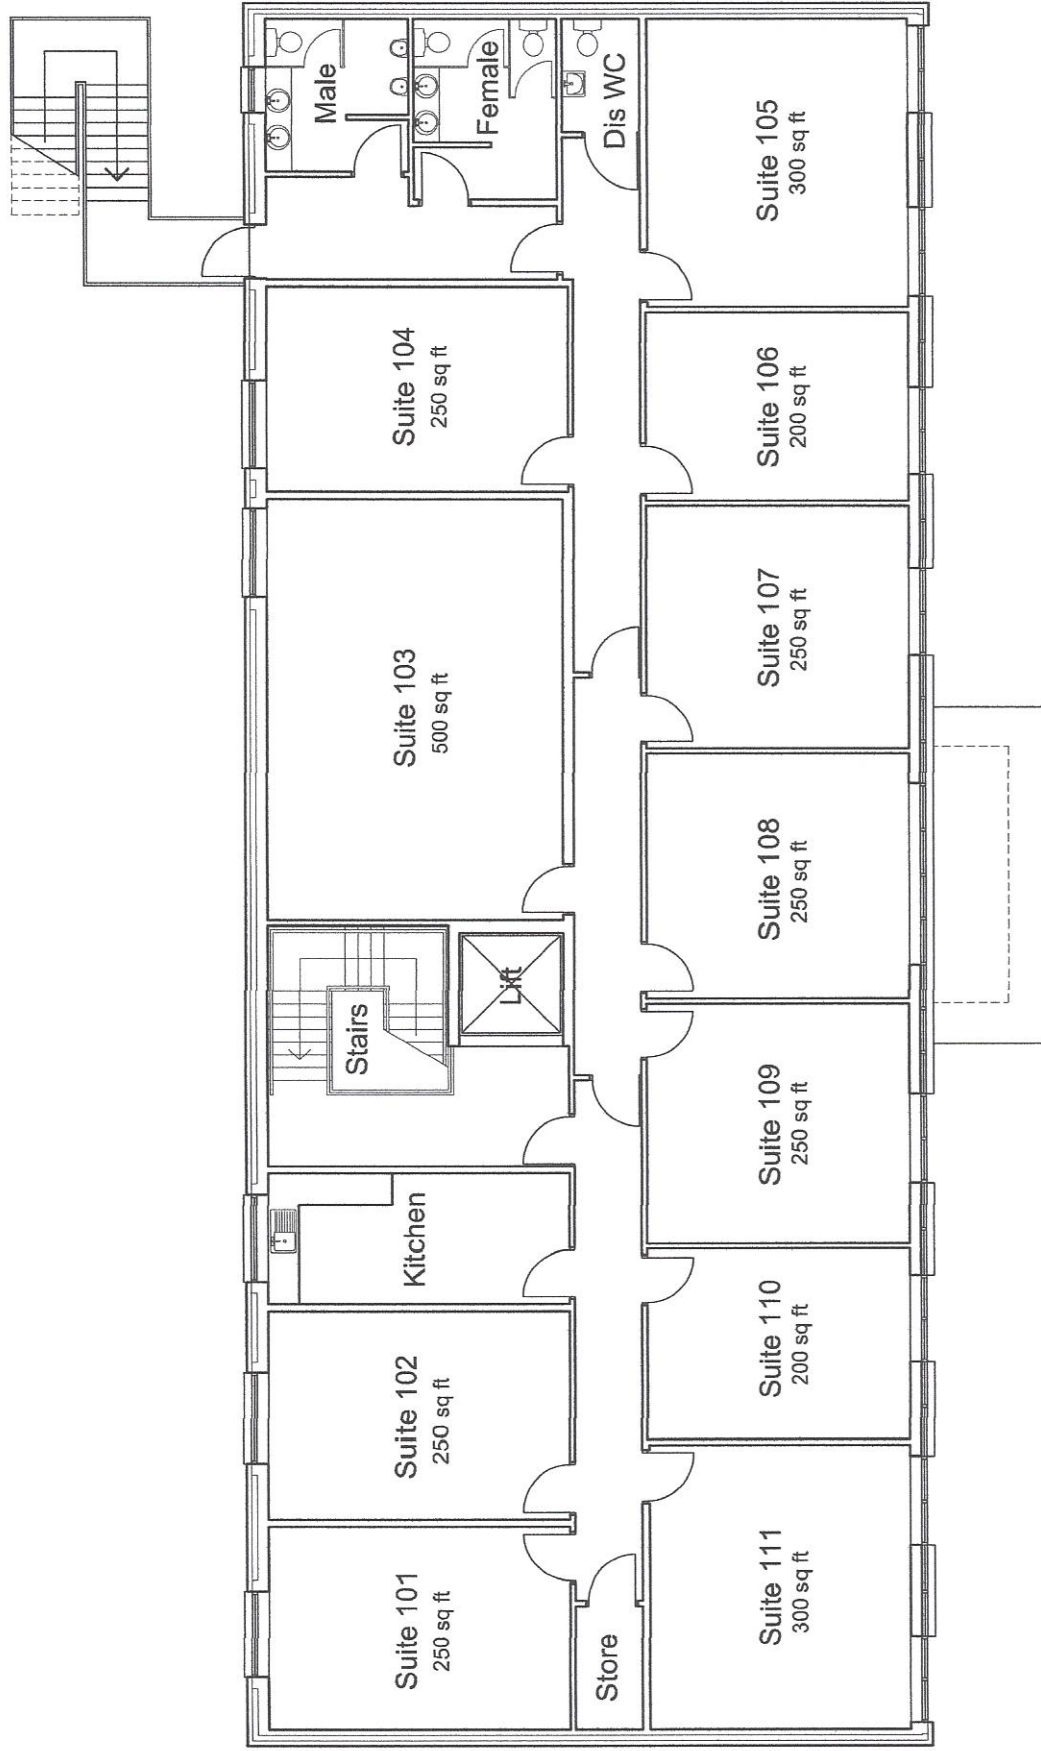 Suite 101
250 sq ft
Suite 102
250 sq ft
Kitchen
Stairs
Lift
Suite 103
500 sq ft
Suite 104
250 sq ft
Male
Female
Dis WC
Store
Suite 111
300 sq ft
Suite 110
200 sq ft
Suite 109
250 sq ft
Suite 108
250 sq ft
Suite 107
250 sq ft
Suite 106
200 sq ft
Suite 105
300 sq ft